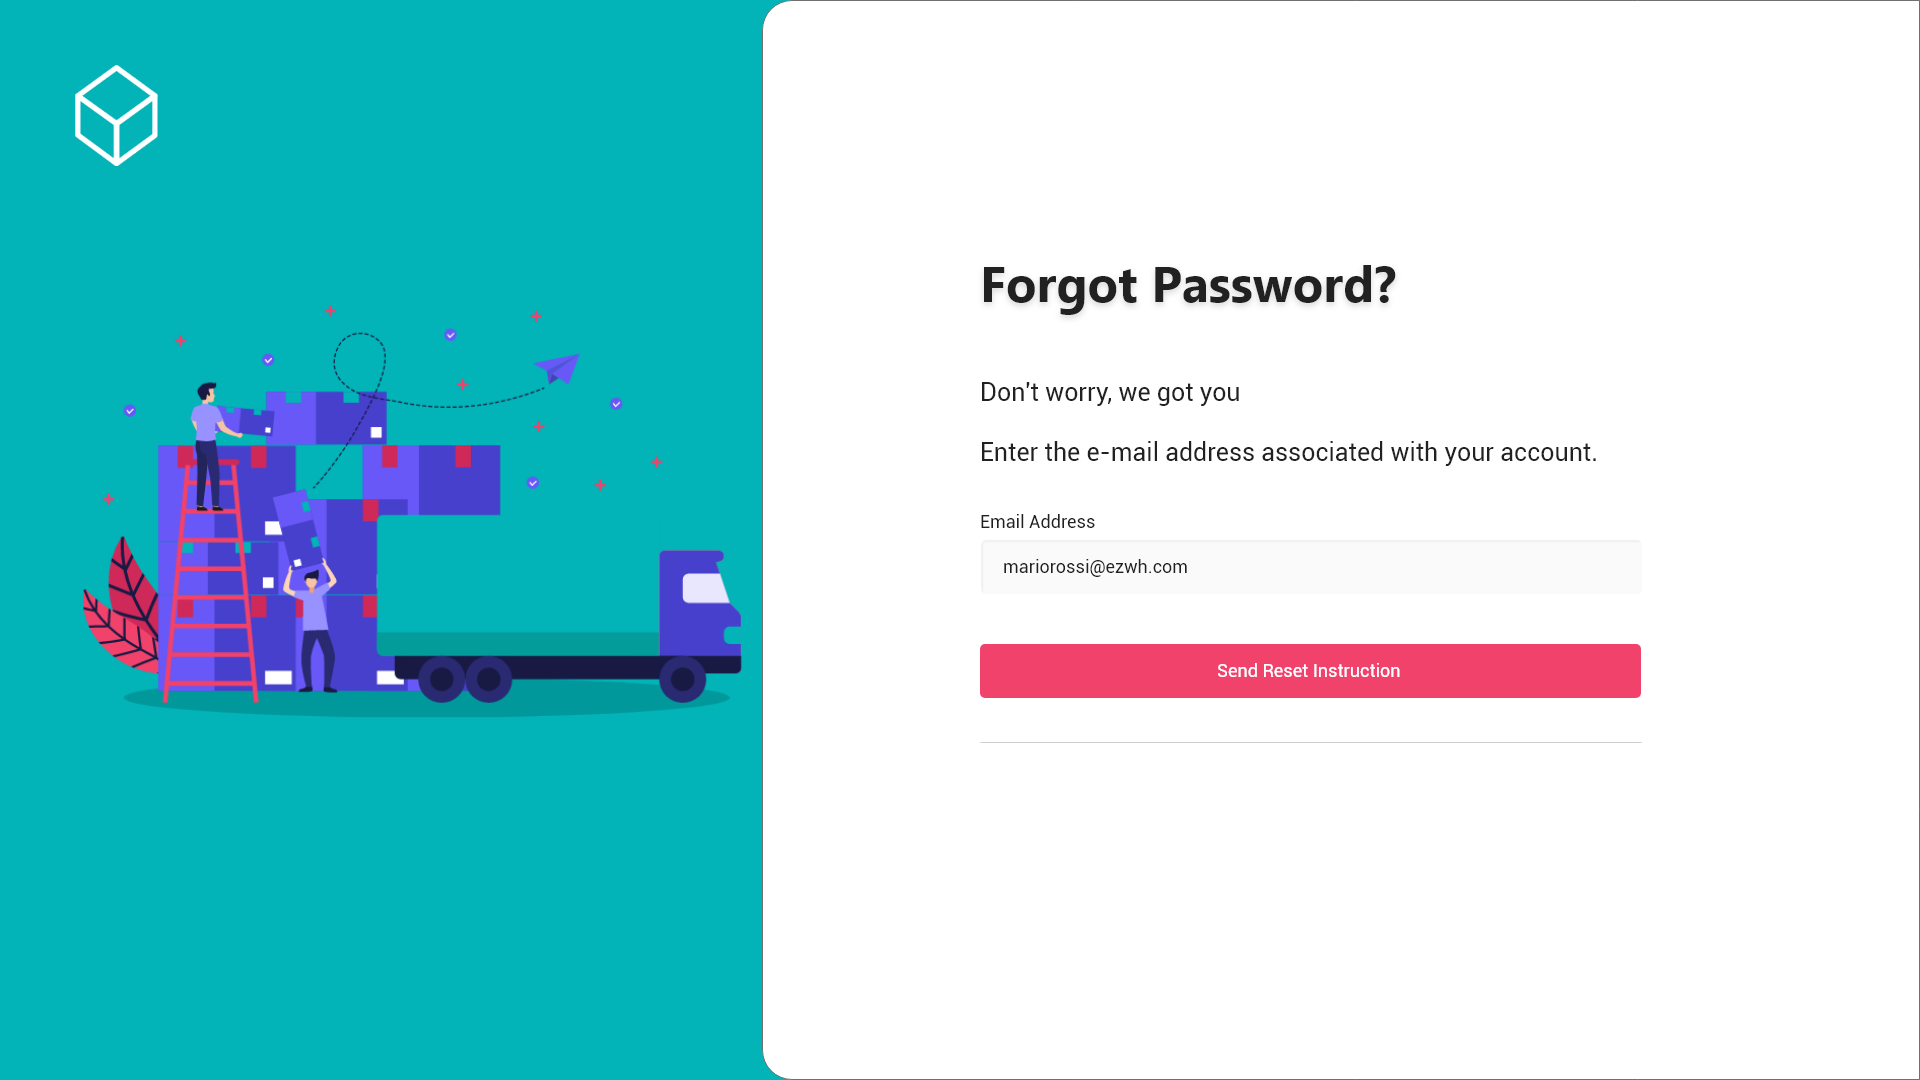 Forgot Password?
Don't worry, we got you
Enter the e-mail address associated with your account.
Email Address
mariorossi@ezwh.com
Send Reset Instruction